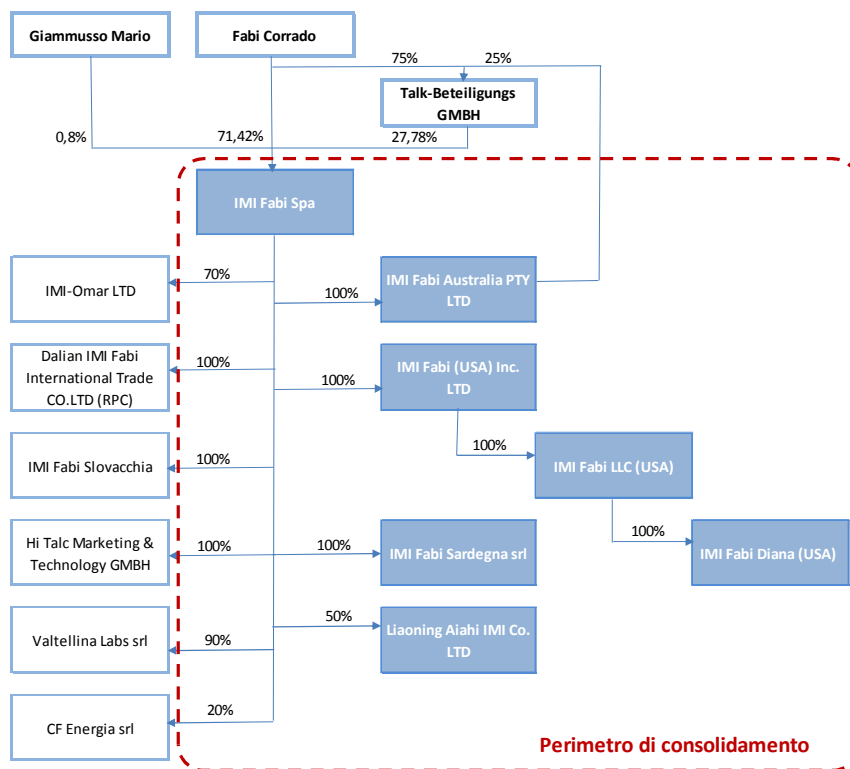 Giammusso Mario
Fabi Corrado
75%
25%
Talk-Beteiligungs
GMBH
0,8%
71,42%
27,78%
IMI Fabi Spa
70%
IMI-Omar LTD
100%
IMI Fabi Australia PTY
LTD
Dalian IMI Fabi
International Trade
CO.LTD (RPC)
100%
100%
IMI Fabi (USA) Inc.
LTD
IMI Fabi Slovacchia
100%
100%
IMI Fabi LLC (USA)
Hi Talc Marketing &
Technology GMBH
100%
100%
IMI Fabi Sardegna srl
100%
IMI Fabi Diana (USA)
Valtellina Labs srl
90%
50%
Liaoning Aiahi IMI Co.
LTD
CF Energia srl
20%
Perimetro di consolidamento